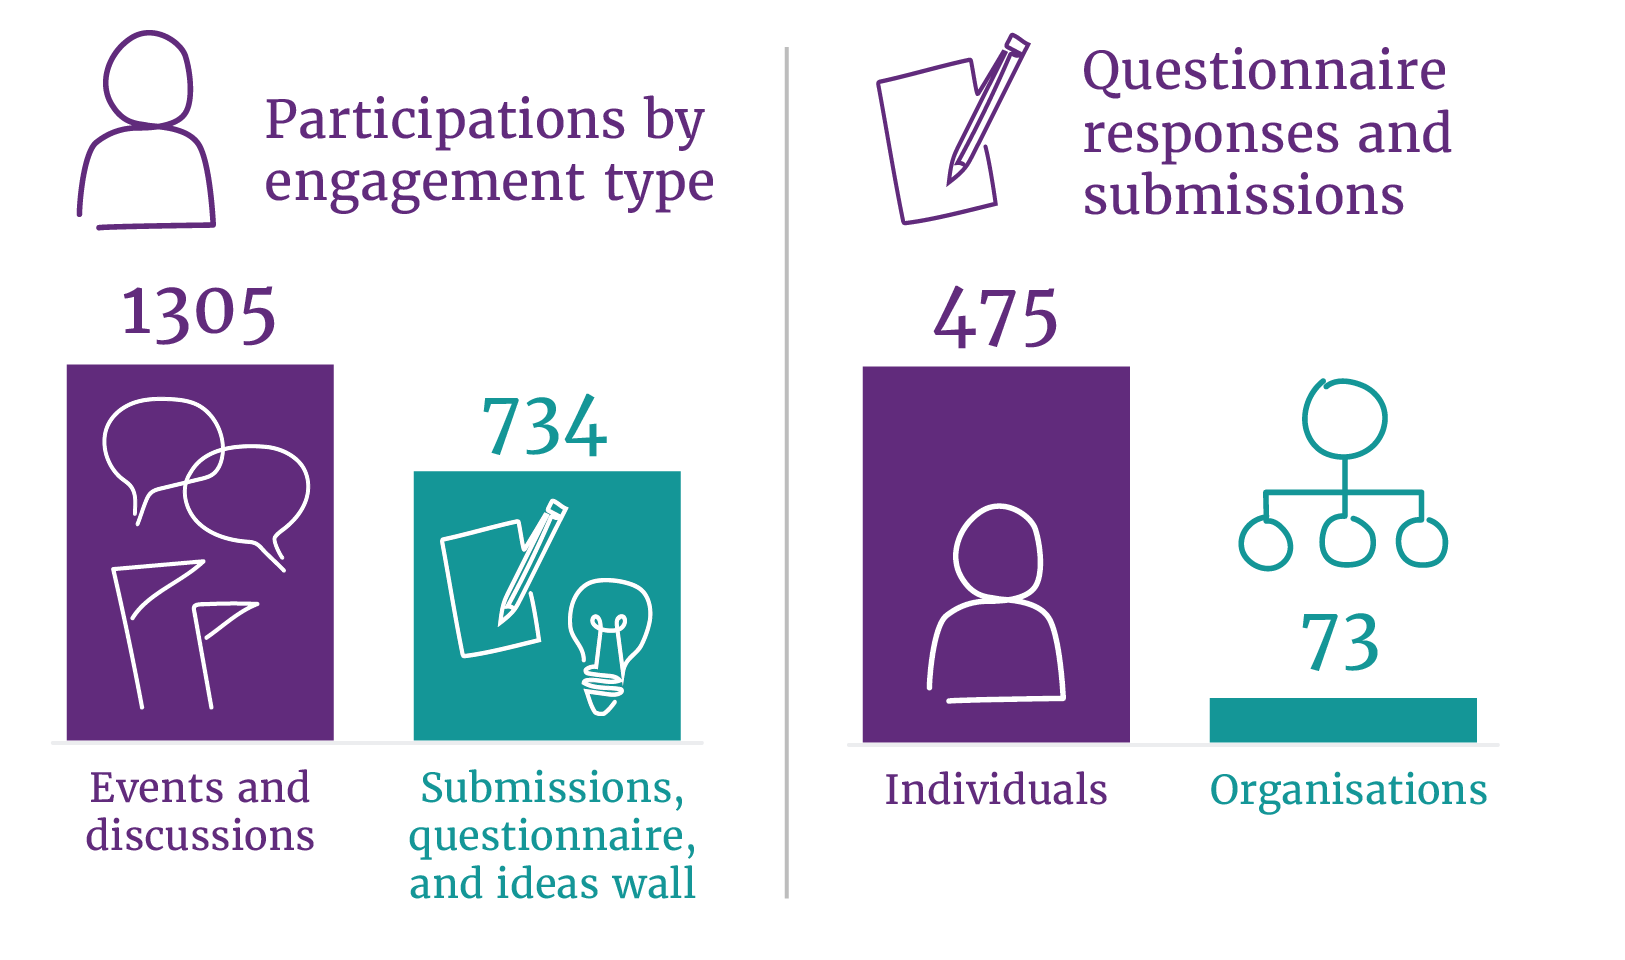 Participations by
engagement type
1305
734
Events and
discussions
Submissions,
questionnaire,
and ideas wall
Questionnaire
responses and
submissions
475
73
Individuals
Organisations